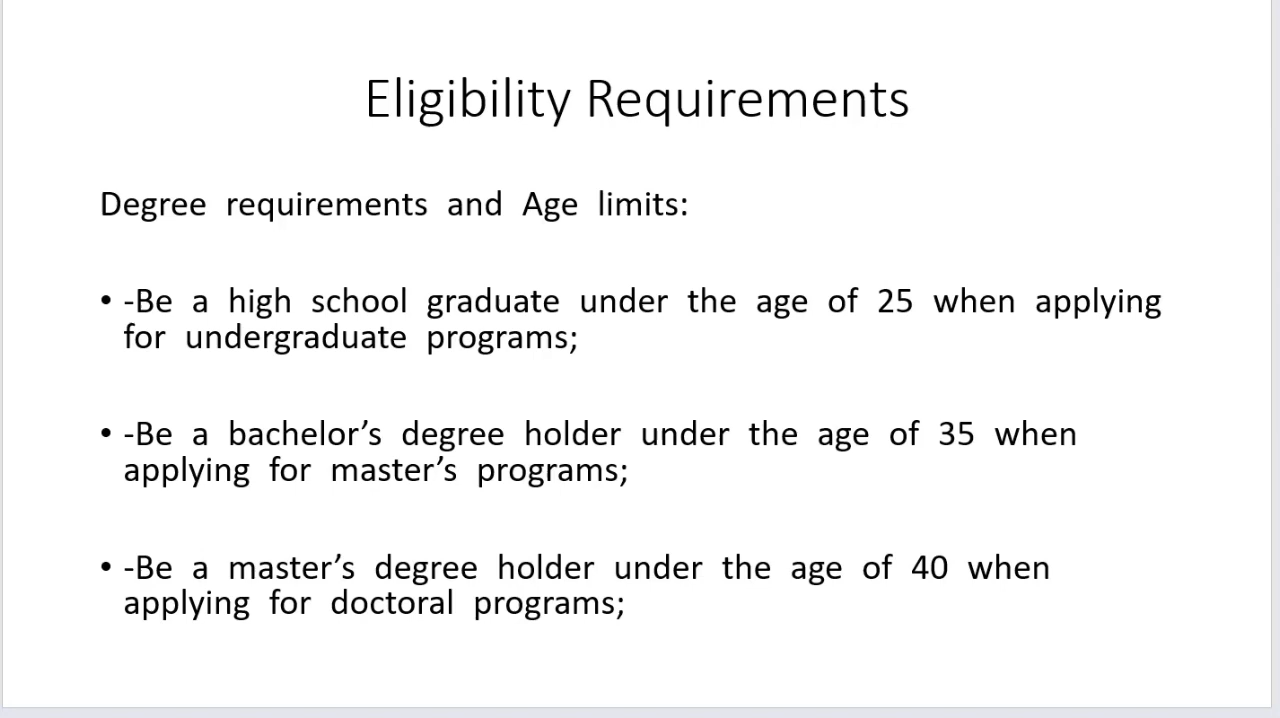 Eligibility Requirements
Degree requirements and Age limits:
• -Be a high school graduate under the age of 25 when applying
for undergraduate programs;
• -Be a bachelor’s degree holder under the age of 35 when
applying for master’s programs;
• -Be a master’s degree holder under the age of 40 when
applying for doctoral programs;